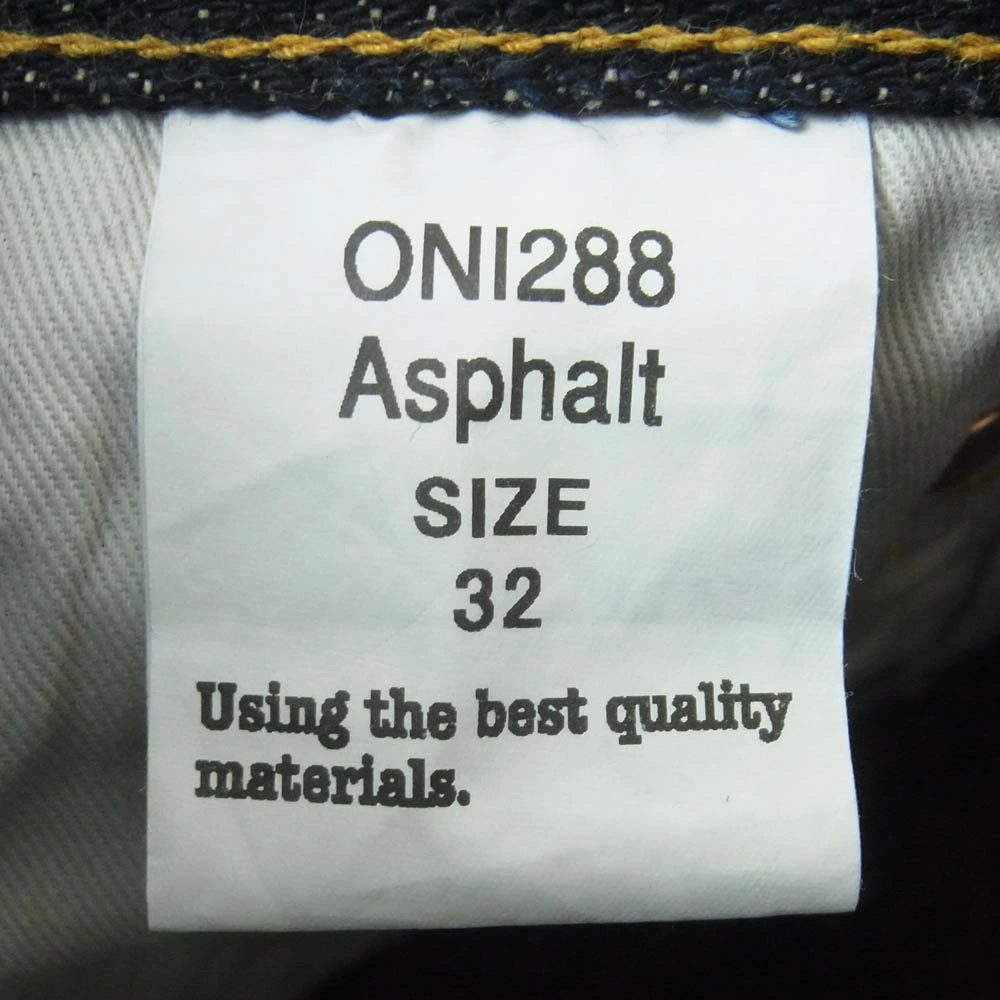 ONI288
Asphalt
SIZE
32
Using the best quality
materials.